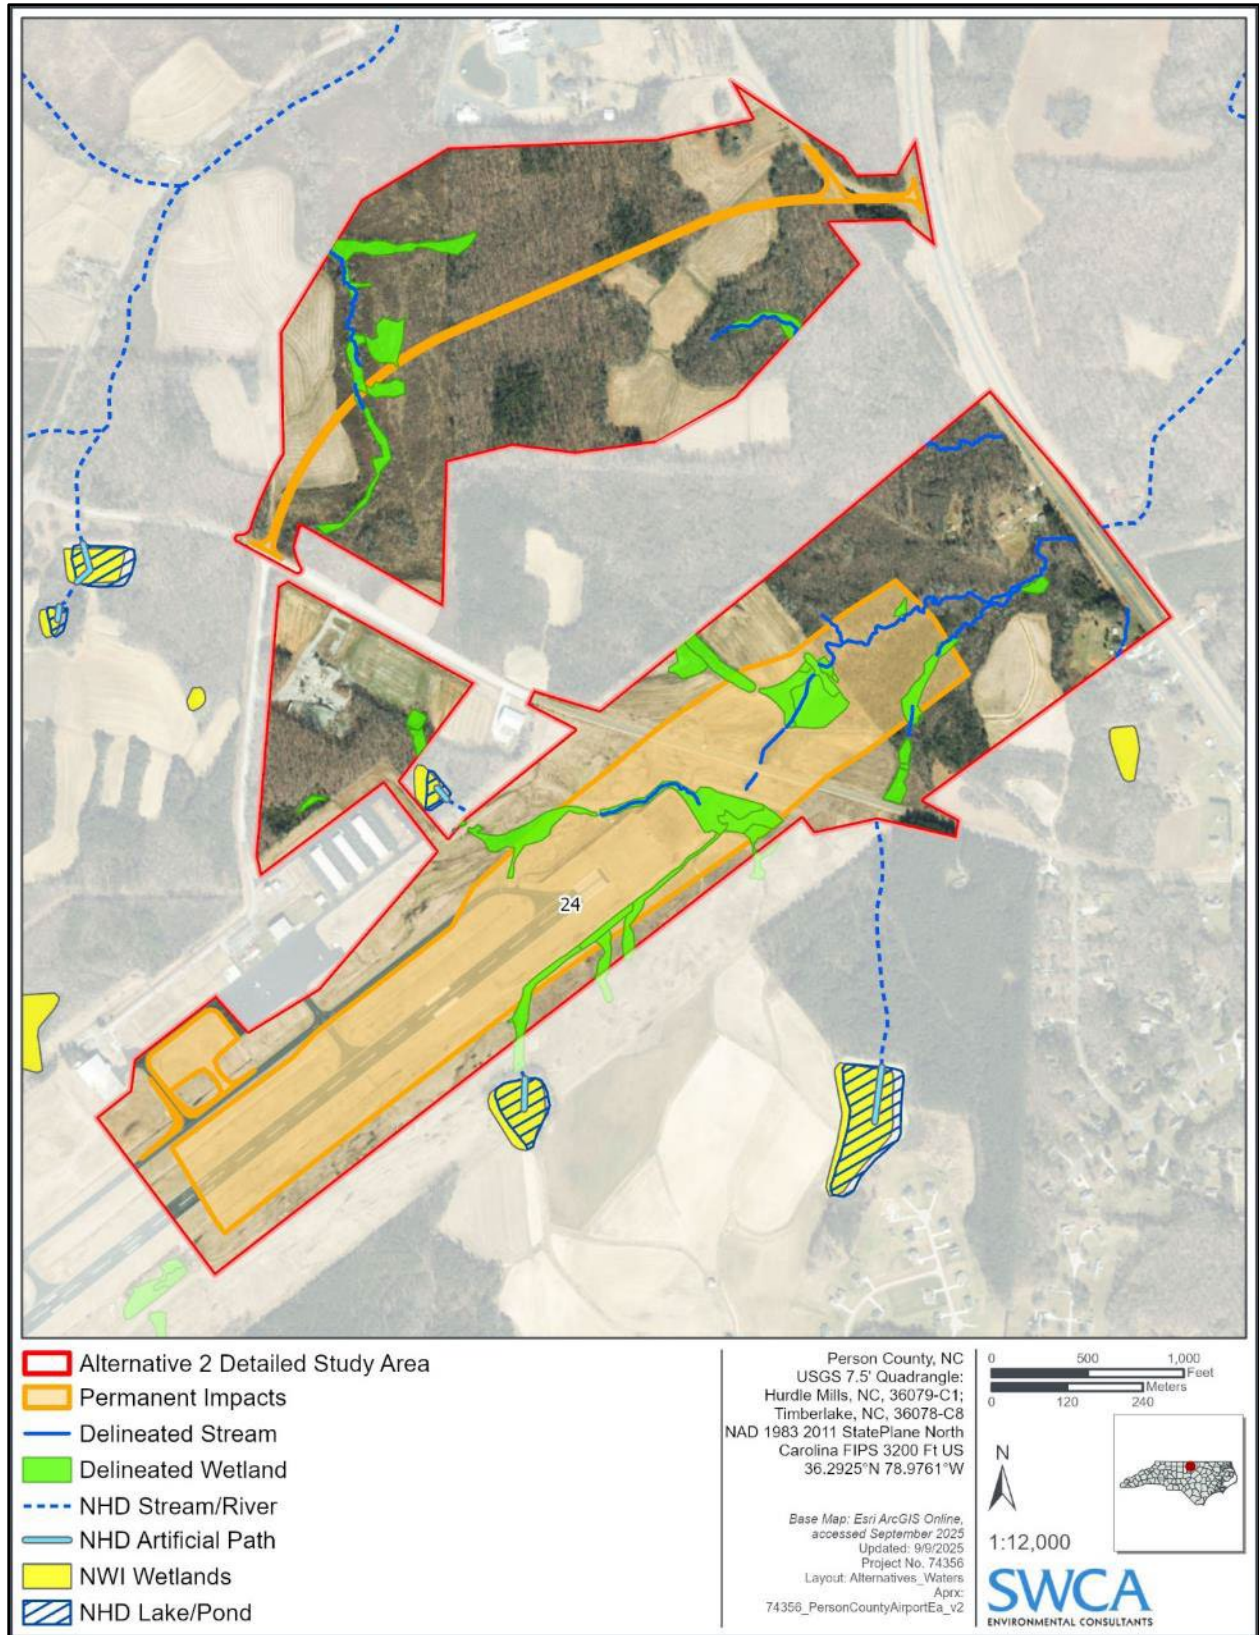 24
Alternative 2 Detailed Study Area
Permanent Impacts
Delineated Stream
Delineated Wetland
NHD Stream/River
NHD Artificial Path
NWI Wetlands
NHD Lake/Pond
Person County, NC
USGS 7.5' Quadrangle:
Hurdle Mills, NC, 36079-C1;
Timberlake, NC, 36078-C8
NAD 1983 2011 StatePlane North
Carolina FIPS 3200 Ft US
36.2925°N 78.9761°W
Base Map: Esri ArcGIS Online,
accessed September 2025
Updated: 9/9/2025
Project No. 74356
Layout: Alternatives_Waters
Aprx:
74356_PersonCountyAirportEa_v2
0 500 1,000
Feet
Meters
0 120 240
N
1:12,000
SWCA
ENVIRONMENTAL CONSULTANTS